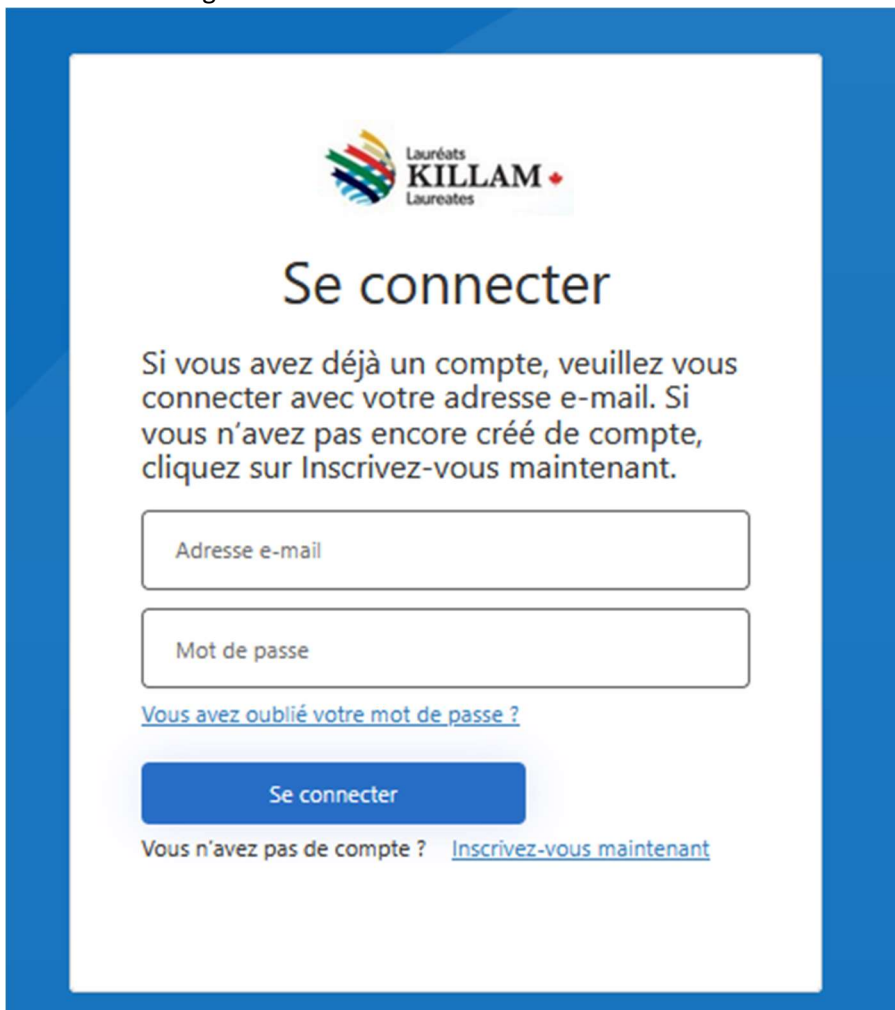 Lauréats
KILLAM
Laureates
Se connecter
Si vous avez déjà un compte, veuillez vous
connecter avec votre adresse e-mail. Si
vous n'avez pas encore créé de compte,
cliquez sur Inscrivez-vous maintenant.
Adresse e-mail
Mot de passe
Vous avez oublié votre mot de passe ?
Se connecter
Vous n'avez pas de compte ? Inscrivez-vous maintenant